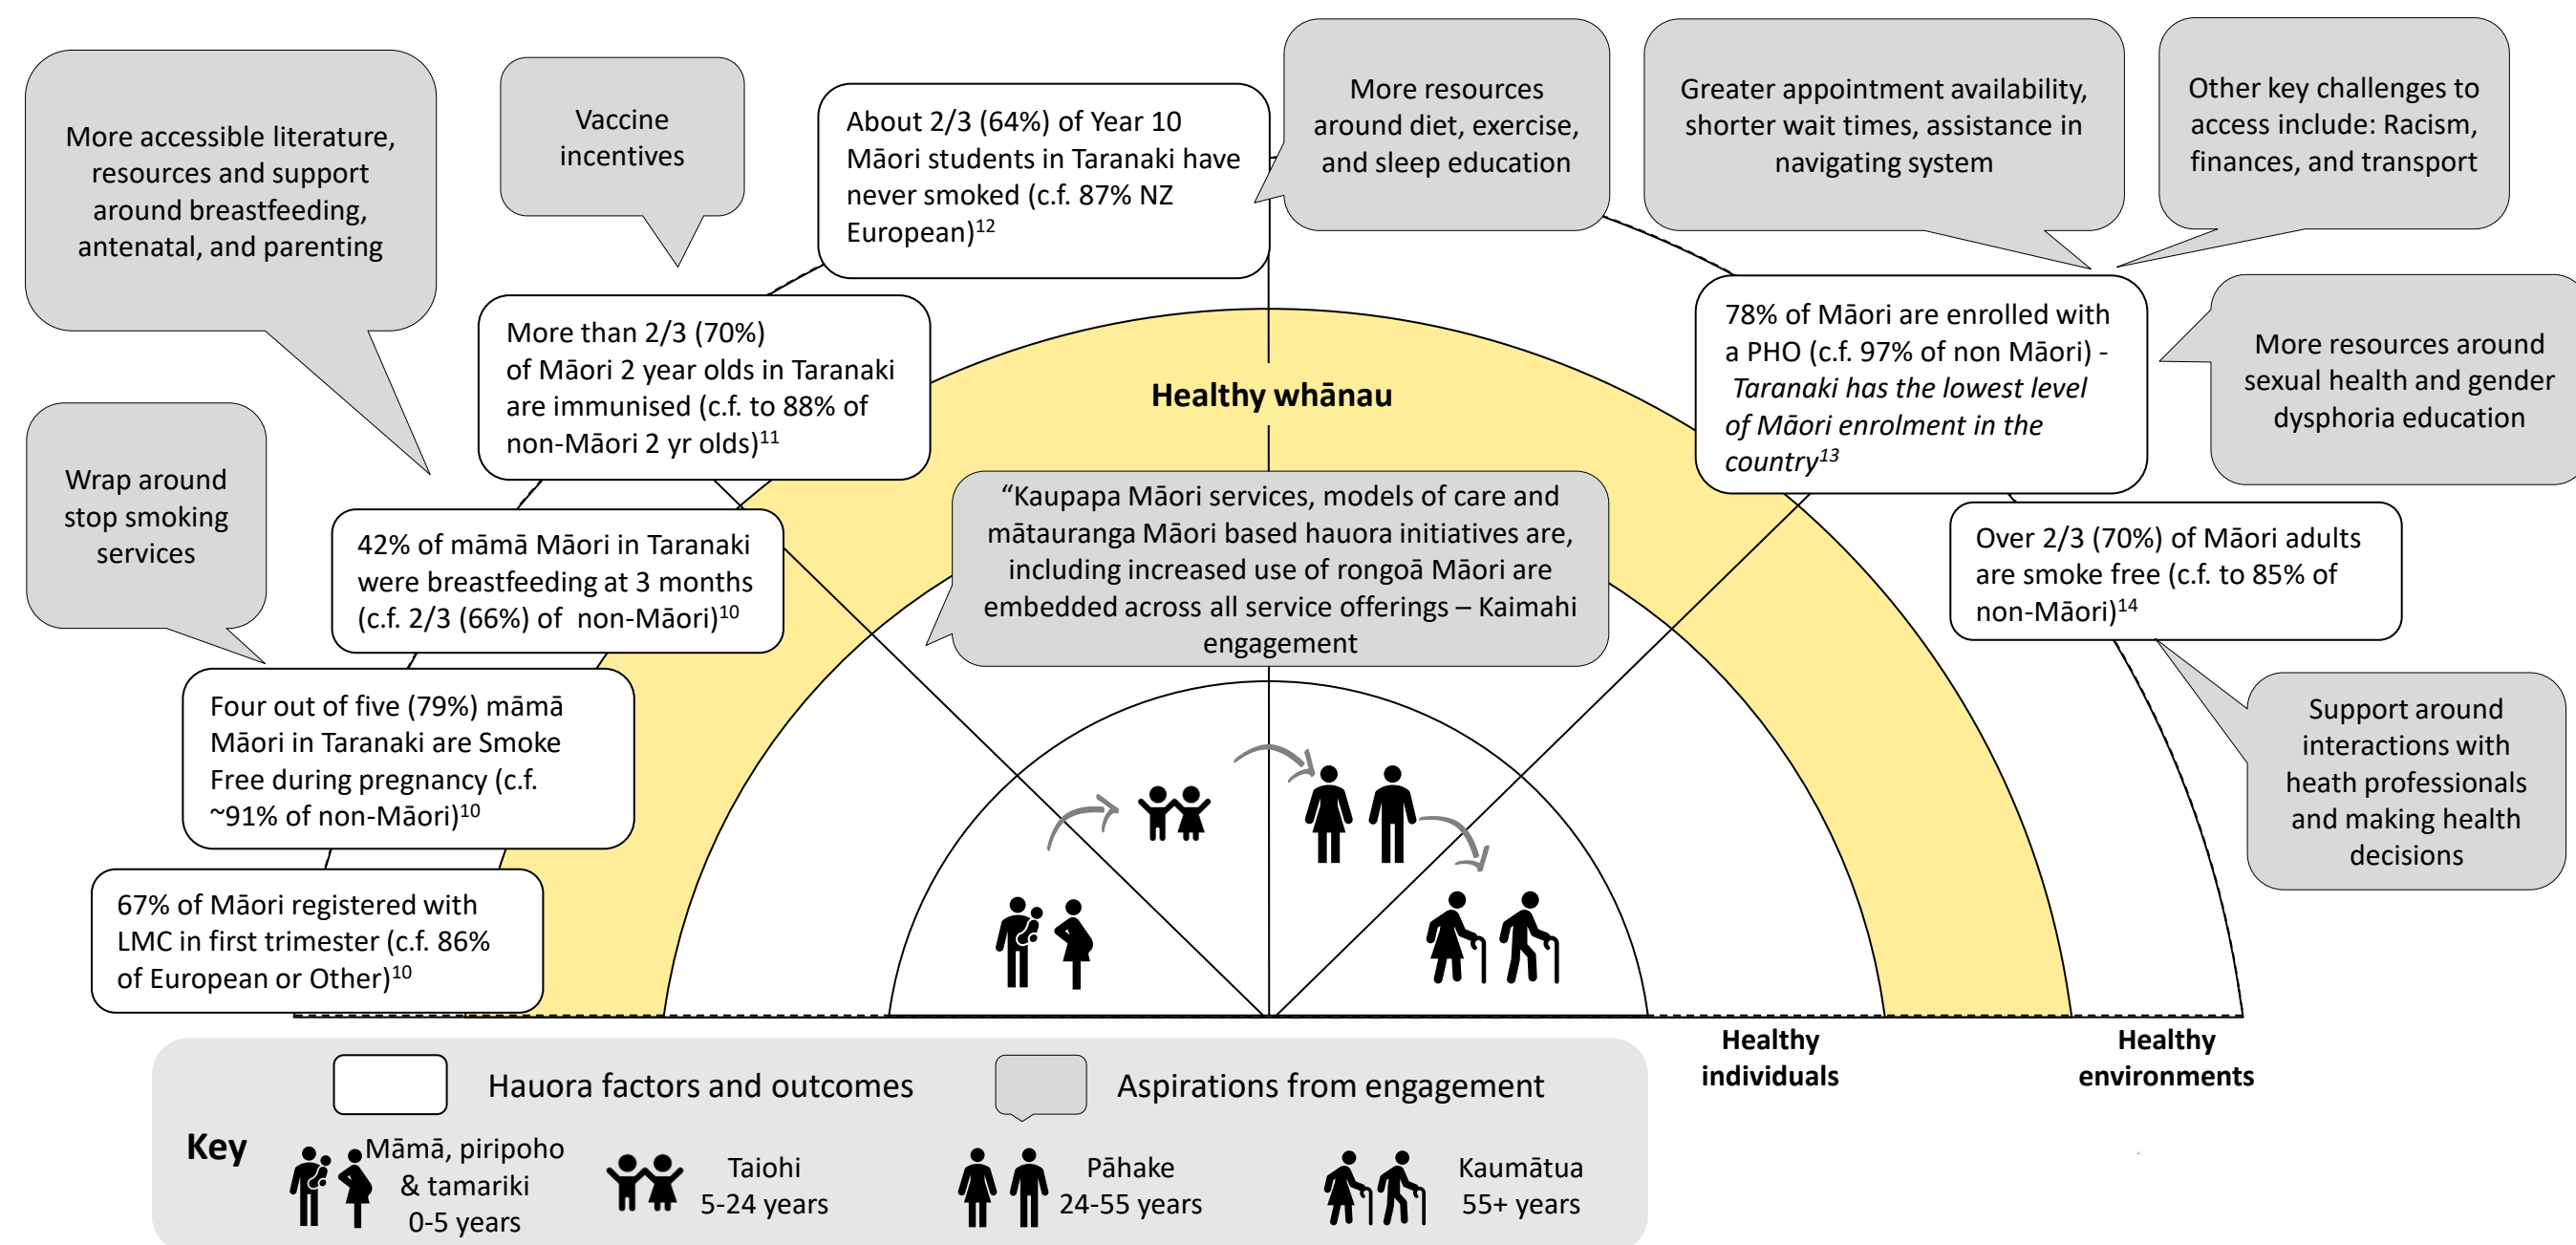 More accessible literature,
resources and support
around breastfeeding,
antenatal, and parenting
Vaccine
incentives
About 2/3 (64%) of Year 10
Māori students in Taranaki have
never smoked (c.f. 87% NZ
European)12
More resources
around diet, exercise,
and sleep education
Greater appointment availability,
shorter wait times, assistance in
navigating system
Other key challenges to
access include: Racism,
finances, and transport
More than 2/3 (70%)
of Māori 2 year olds in Taranaki
are immunised (c.f. to 88% of
non-Māori 2 yr olds)11
Healthy whānau
78% of Māori are enrolled with
a PHO (c.f. 97% of non Māori) -
Taranaki has the lowest level
of Māori enrolment in the
country13
More resources around
sexual health and gender
dysphoria education
Wrap around
stop smoking
services
42% of māmā Māori in Taranaki
were breastfeeding at 3 months
(c.f. 2/3 (66%) of non-Māori)10
“Kaupapa Māori services, models of care and
mātauranga Māori based hauora initiatives are,
including increased use of rongoā Māori are
embedded across all service offerings – Kaimahi
engagement
Over 2/3 (70%) of Māori adults
are smoke free (c.f. to 85% of
non-Māori)14
Four out of five (79%) māmā
Māori in Taranaki are Smoke
Free during pregnancy (c.f.
~91% of non-Māori)10
Support around
interactions with
heath professionals
and making health
decisions
67% of Māori registered with
LMC in first trimester (c.f. 86%
of European or Other)10
Healthy
individuals
Healthy
environments
Hauora factors and outcomes
Aspirations from engagement
Key
Māmā, piripoho
& tamariki
0-5 years
Taiohi
5-24 years
Pāhake
24-55 years
Kaumātua
55+ years